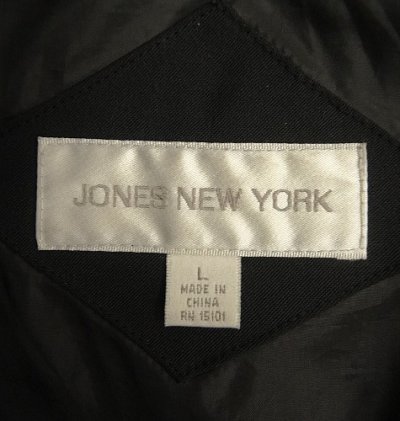 JONES NEW YORK
L
MADE IN
CHINA
RN 15101